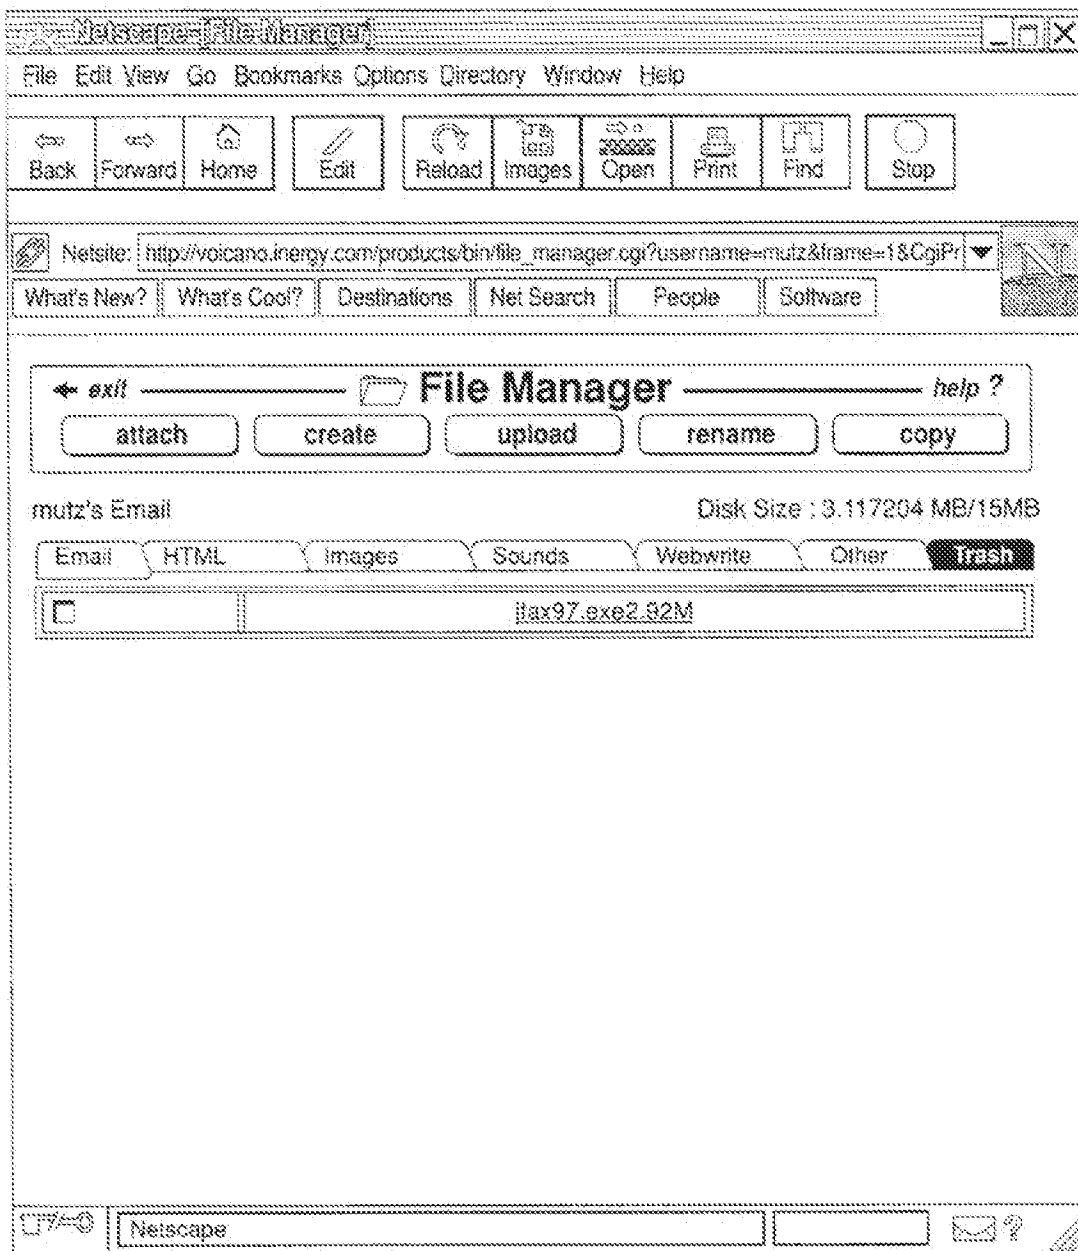 Netscape-[File Manager]
File Edit View Go Bookmarks Options Directory Window Help
Back Forward Home Edit Reload Images Open Print Find Stop
Netsite: http://volcano.inergy.com/products/bin/file_manager.cgi?username=mutz&frame=1&CgiPr
N
What's New? What's Cool? Destinations Net Search People Software
exit File Manager help ?
attach create upload rename copy
mutz's Email Disk Size : 3.117204 MB/15MB
Email HTML Images Sounds Webwrite Other Trash
jfax97.exe2.92M
Netscape ?